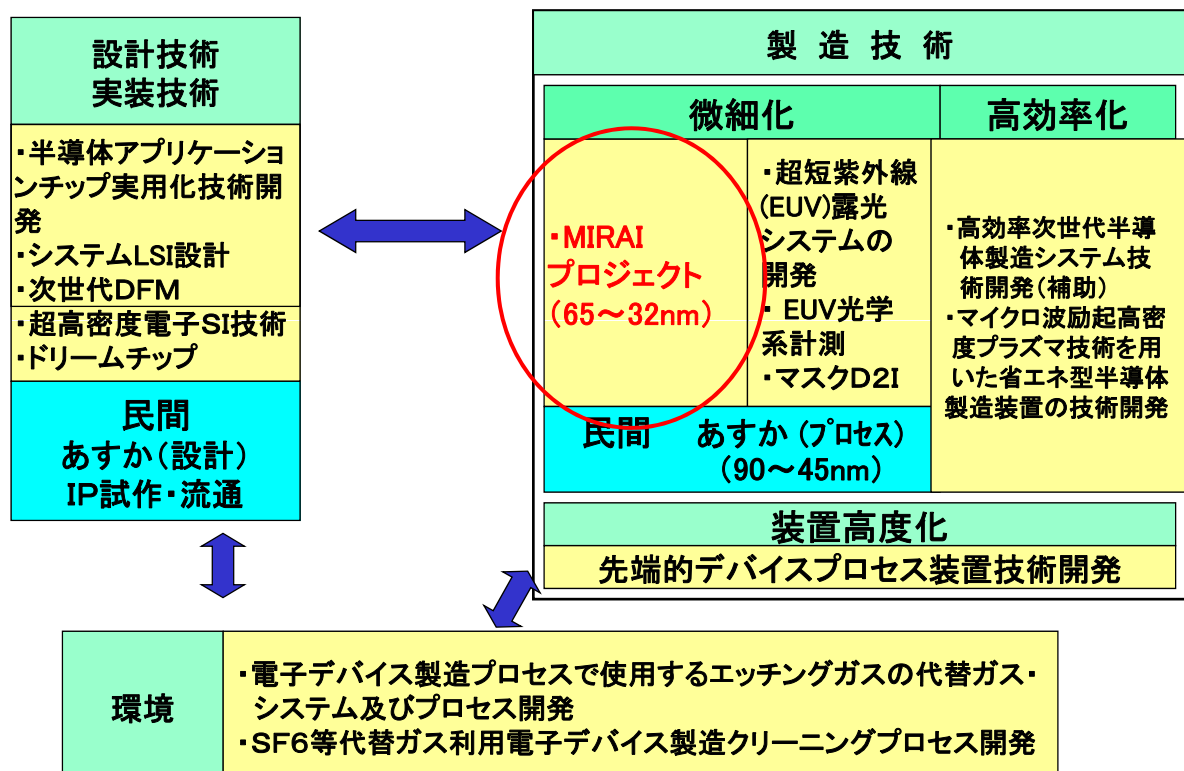 設計技術
実装技術
・半導体アプリケーショ
ンチップ実用化技術開
発
・システムLSI設計
・次世代DFM
・超高密度電子SI技術
・ドリームチップ
民間
あすか（設計）
IP試作・流通
製 造 技 術
微細化
高効率化
・MIRAI
プロジェクト
（65～32nm）
・超短紫外線
(EUV)露光
システムの
開発
・ EUV光学
系計測
・マスクD2I
・高効率次世代半導
体製造システム技
術開発（補助）
・マイクロ波励起高密
度プラズマ技術を用
いた省エネ型半導体
製造装置の技術開発
民間 あすか （プロセス）
（90～45nm）
装置高度化
先端的デバイスプロセス装置技術開発
環境
・電子デバイス製造プロセスで使用するエッチングガスの代替ガス・
システム及びプロセス開発
・SF6等代替ガス利用電子デバイス製造クリーニングプロセス開発